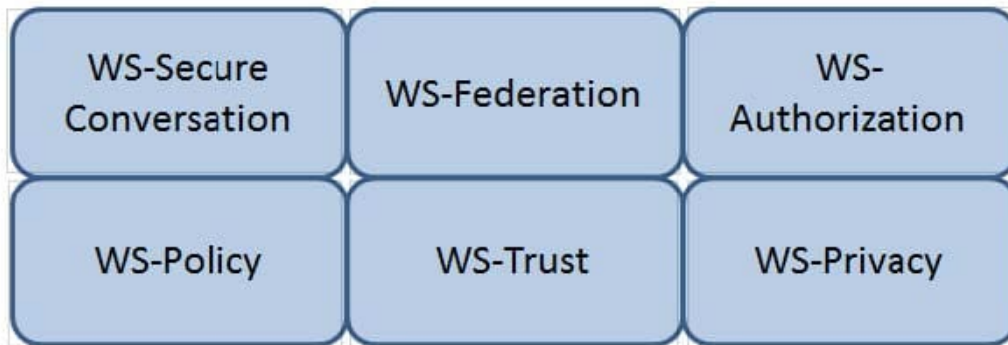 WS-Secure
Conversation
WS-Federation
WS-
Authorization
WS-Policy
WS-Trust
WS-Privacy